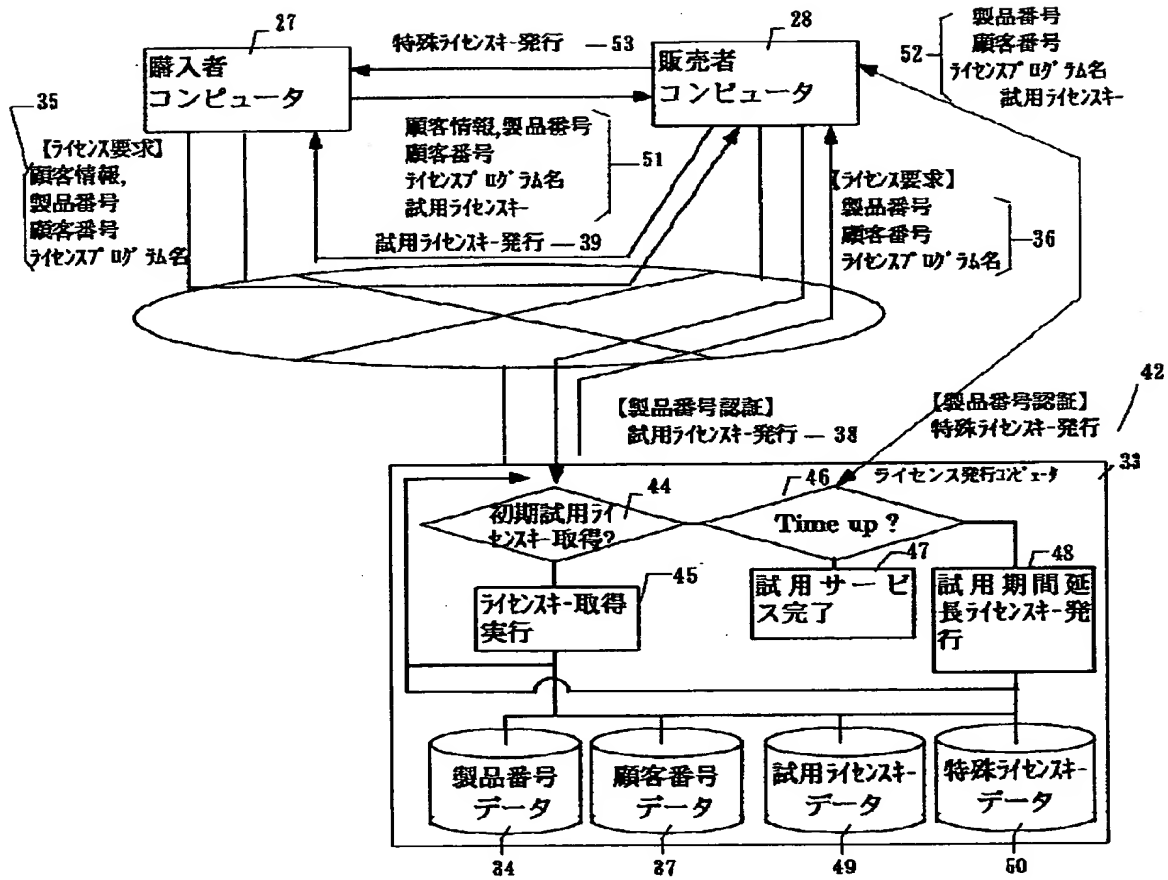 27
購入者
コンピュータ
特殊ライセンスキー発行 — 53
28
販売者
コンピュータ
52
製品番号
顧客番号
ライセンスプログラム名
試用ライセンスキー
35
【ライセンス要求】
顧客情報,
製品番号
顧客番号
ライセンスプログラム名
顧客情報,製品番号
顧客番号
ライセンスプログラム名
試用ライセンスキー
51
試用ライセンスキー発行 — 39
【ライセンス要求】
製品番号
顧客番号
ライセンスプログラム名
36
【製品番号認証】
試用ライセンスキー発行 — 38
【製品番号認証】
特殊ライセンスキー発行
42
ライセンス発行コンピュータ
33
初期試用ライ
センスキー取得?
44
Time up ?
46
ライセンスキー取得
実行
45
試用サービ
ス完了
47
試用期間延
長ライセンスキー発
行
48
製品番号
データ
顧客番号
データ
試用ライセンスキー
データ
特殊ライセンスキー
データ
34
37
49
50